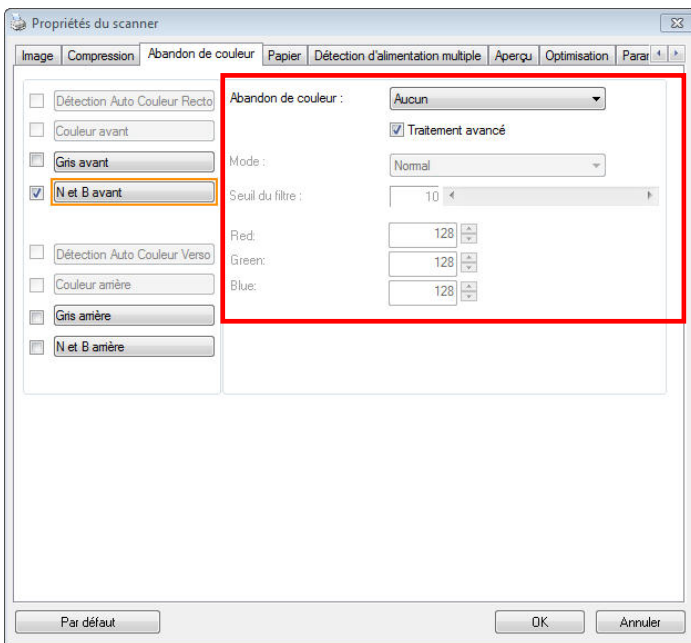 Propriétés du scanner
Image Compression Abandon de couleur Papier Détection d'alimentation multiple Aperçu Optimisation Parar
Détection Auto Couleur Recto
Couleur avant
Gris avant
N et B avant
Détection Auto Couleur Verso
Couleur arrière
Gris arrière
N et B arrière
Abandon de couleur : Aucun
Traitement avancé
Mode : Normal
Seuil du filtre : 10
Red: 128
Green: 128
Blue: 128
Par défaut OK Annuler